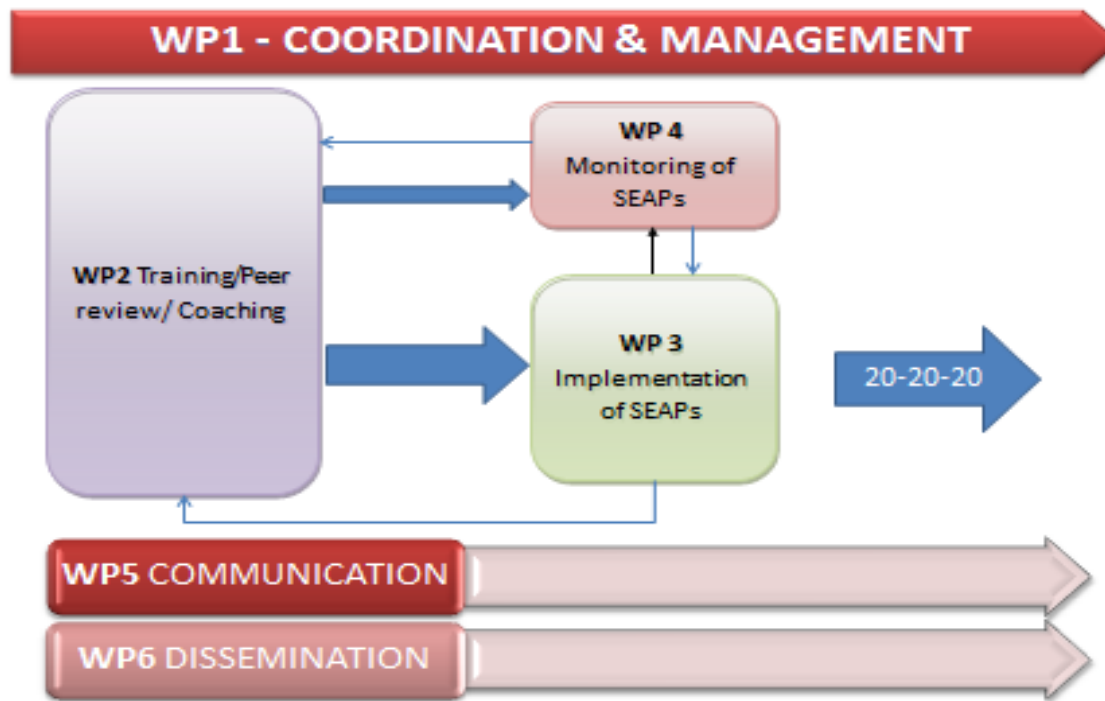 WP1 - COORDINATION & MANAGEMENT
WP 4
Monitoring of
SEAPs
WP2 Training/Peer
review/ Coaching
WP 3
Implementation
of SEAPs
20-20-20
WP5 COMMUNICATION
WP6 DISSEMINATION